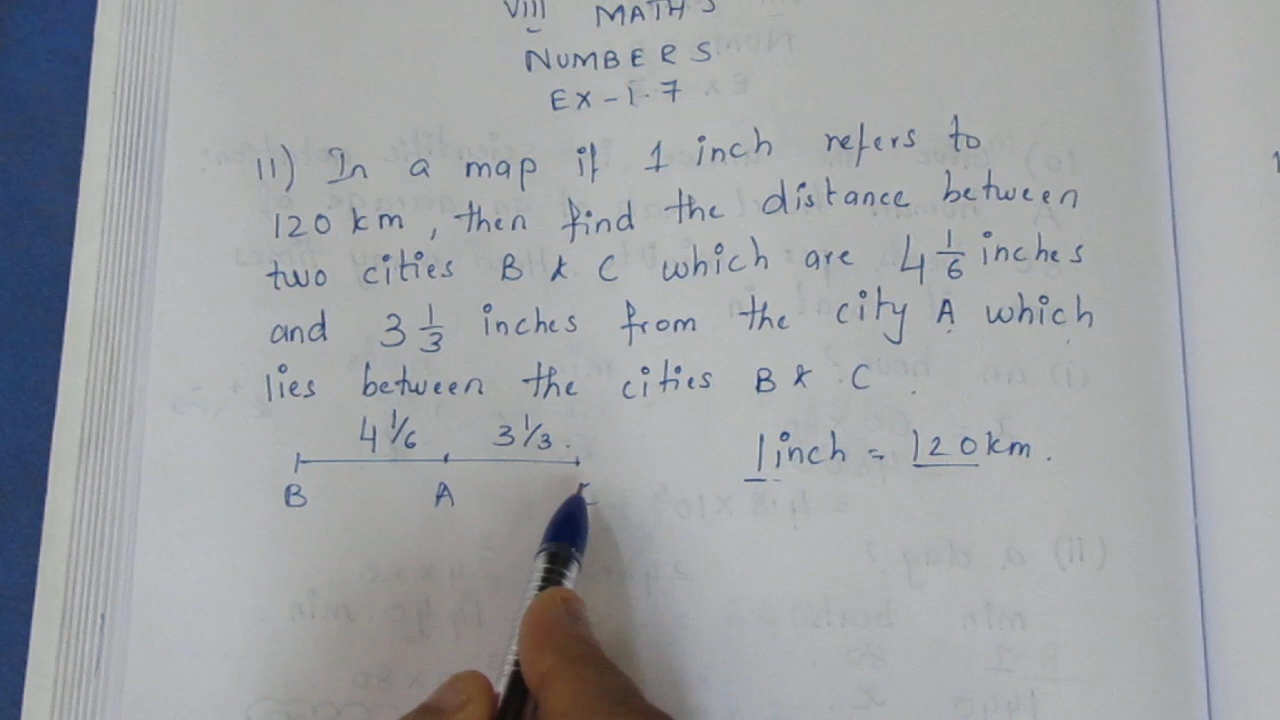 VIII MATHS
NUMBERS
EX-1.7
11) In a map if 1 inch refers to
120 km, then find the distance between
two cities B & C which are 4 1/6 inches
and 3 1/3 inches from the city A which
lies between the cities B & C.
4 1/6 3 1/3.
1 inch = 120 km.
B A